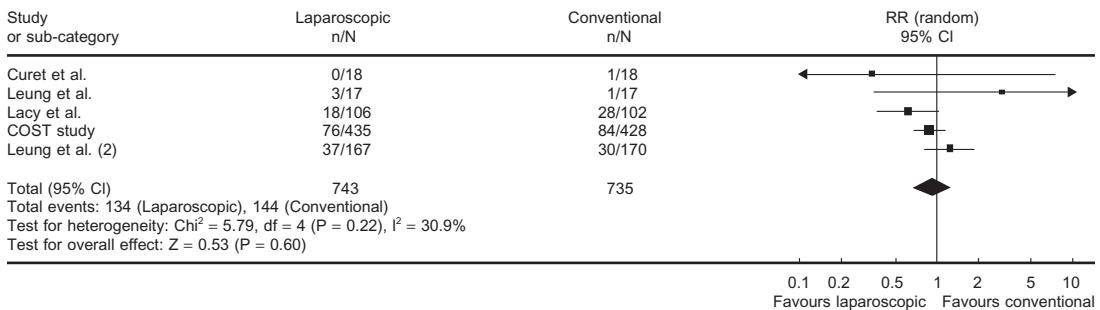 Study Laparoscopic Conventional RR (random)
or sub-category n/N n/N 95% CI
Curet et al. 0/18 1/18
Leung et al. 3/17 1/17
Lacy et al. 18/106 28/102
COST study 76/435 84/428
Leung et al. (2) 37/167 30/170
Total (95% CI) 743 735
Total events: 134 (Laparoscopic), 144 (Conventional)
Test for heterogeneity: Chi² = 5.79, df = 4 (P = 0.22), I² = 30.9%
Test for overall effect: Z = 0.53 (P = 0.60)
0.1 0.2 0.5 1 2 5 10
Favours laparoscopic Favours conventional